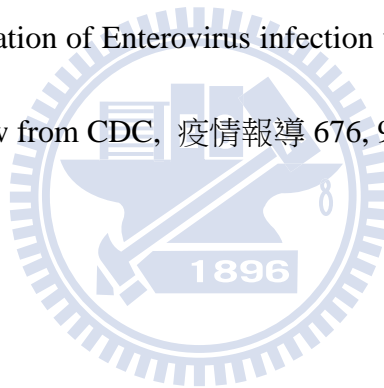 ation of Enterovirus infection
w from CDC, 疫情報導 676, 9
1896